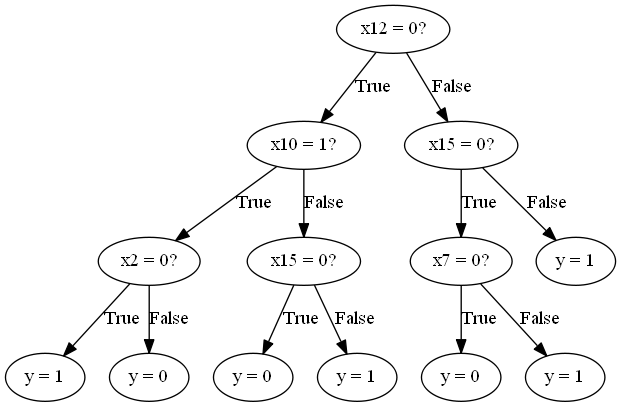 x12 = 0?
True
False
x10 = 1?
x15 = 0?
True
False
True
False
x2 = 0?
x15 = 0?
x7 = 0?
y = 1
True
False
True
False
True
False
y = 1
y = 0
y = 0
y = 1
y = 0
y = 1